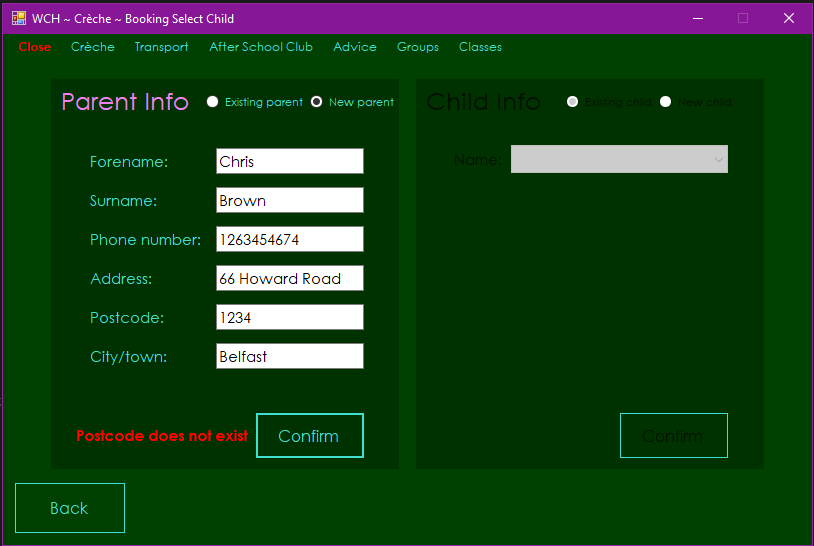 WCH ~ Crèche ~ Booking Select Child
Close Crèche Transport After School Club Advice Groups Classes
Parent Info Existing parent New parent
Forename: Chris
Surname: Brown
Phone number: 1263454674
Address: 66 Howard Road
Postcode: 1234
City/town: Belfast
Postcode does not exist Confirm
Child Info Existing child New child
Name:
Confirm
Back